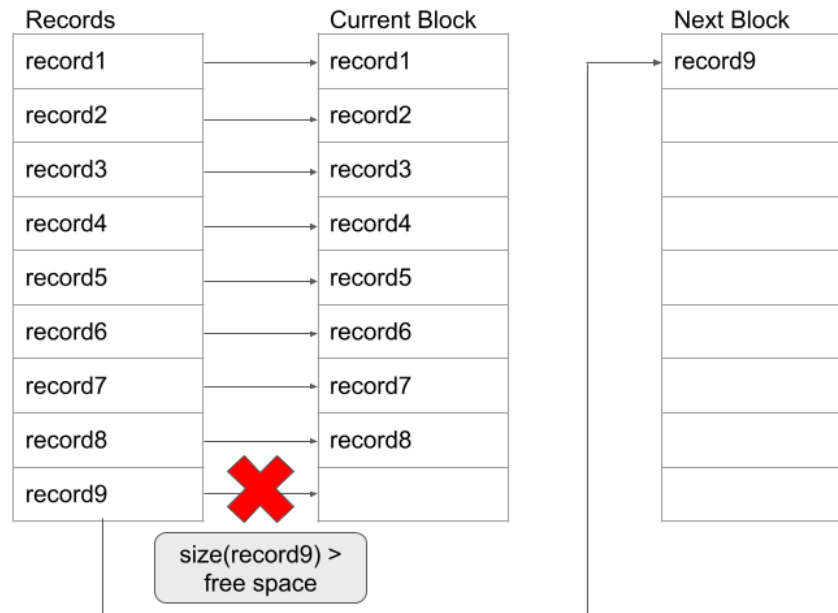 Records
Current Block
Next Block
record1
record1
record9
record2
record2
record3
record3
record4
record4
record5
record5
record6
record6
record7
record7
record8
record8
record9
size(record9) >
free space